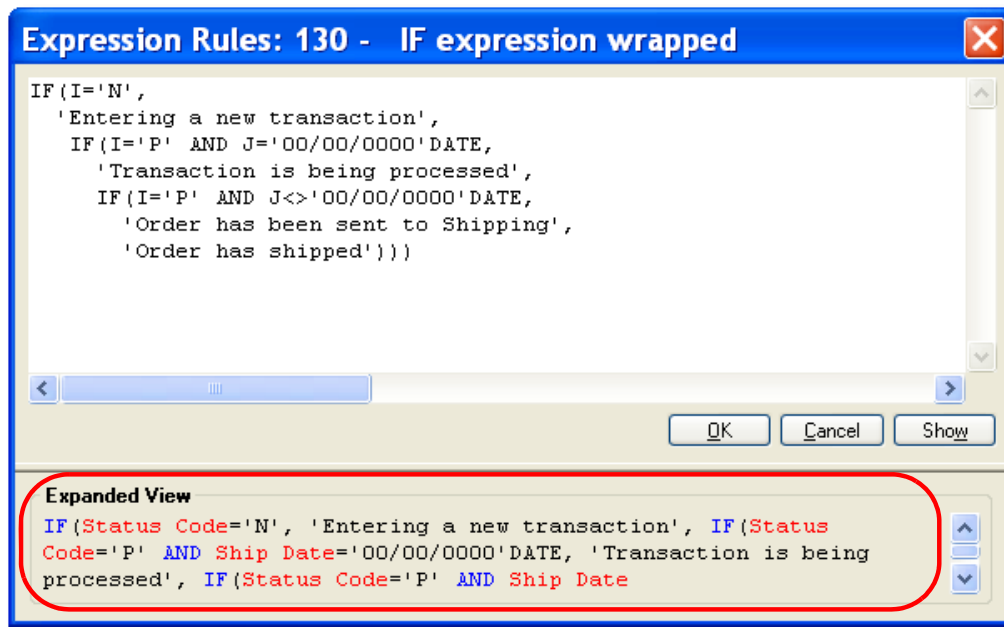 Expression Rules: 130 -   IF expression wrapped
IF(I='N',
  'Entering a new transaction',
   IF(I='P' AND J='00/00/0000'DATE,
     'Transaction is being processed',
     IF(I='P' AND J<>'00/00/0000'DATE,
       'Order has been sent to Shipping',
       'Order has shipped')))
OK Cancel Show
Expanded View
IF(Status Code='N', 'Entering a new transaction', IF(Status
Code='P' AND Ship Date='00/00/0000'DATE, 'Transaction is being
processed', IF(Status Code='P' AND Ship Date